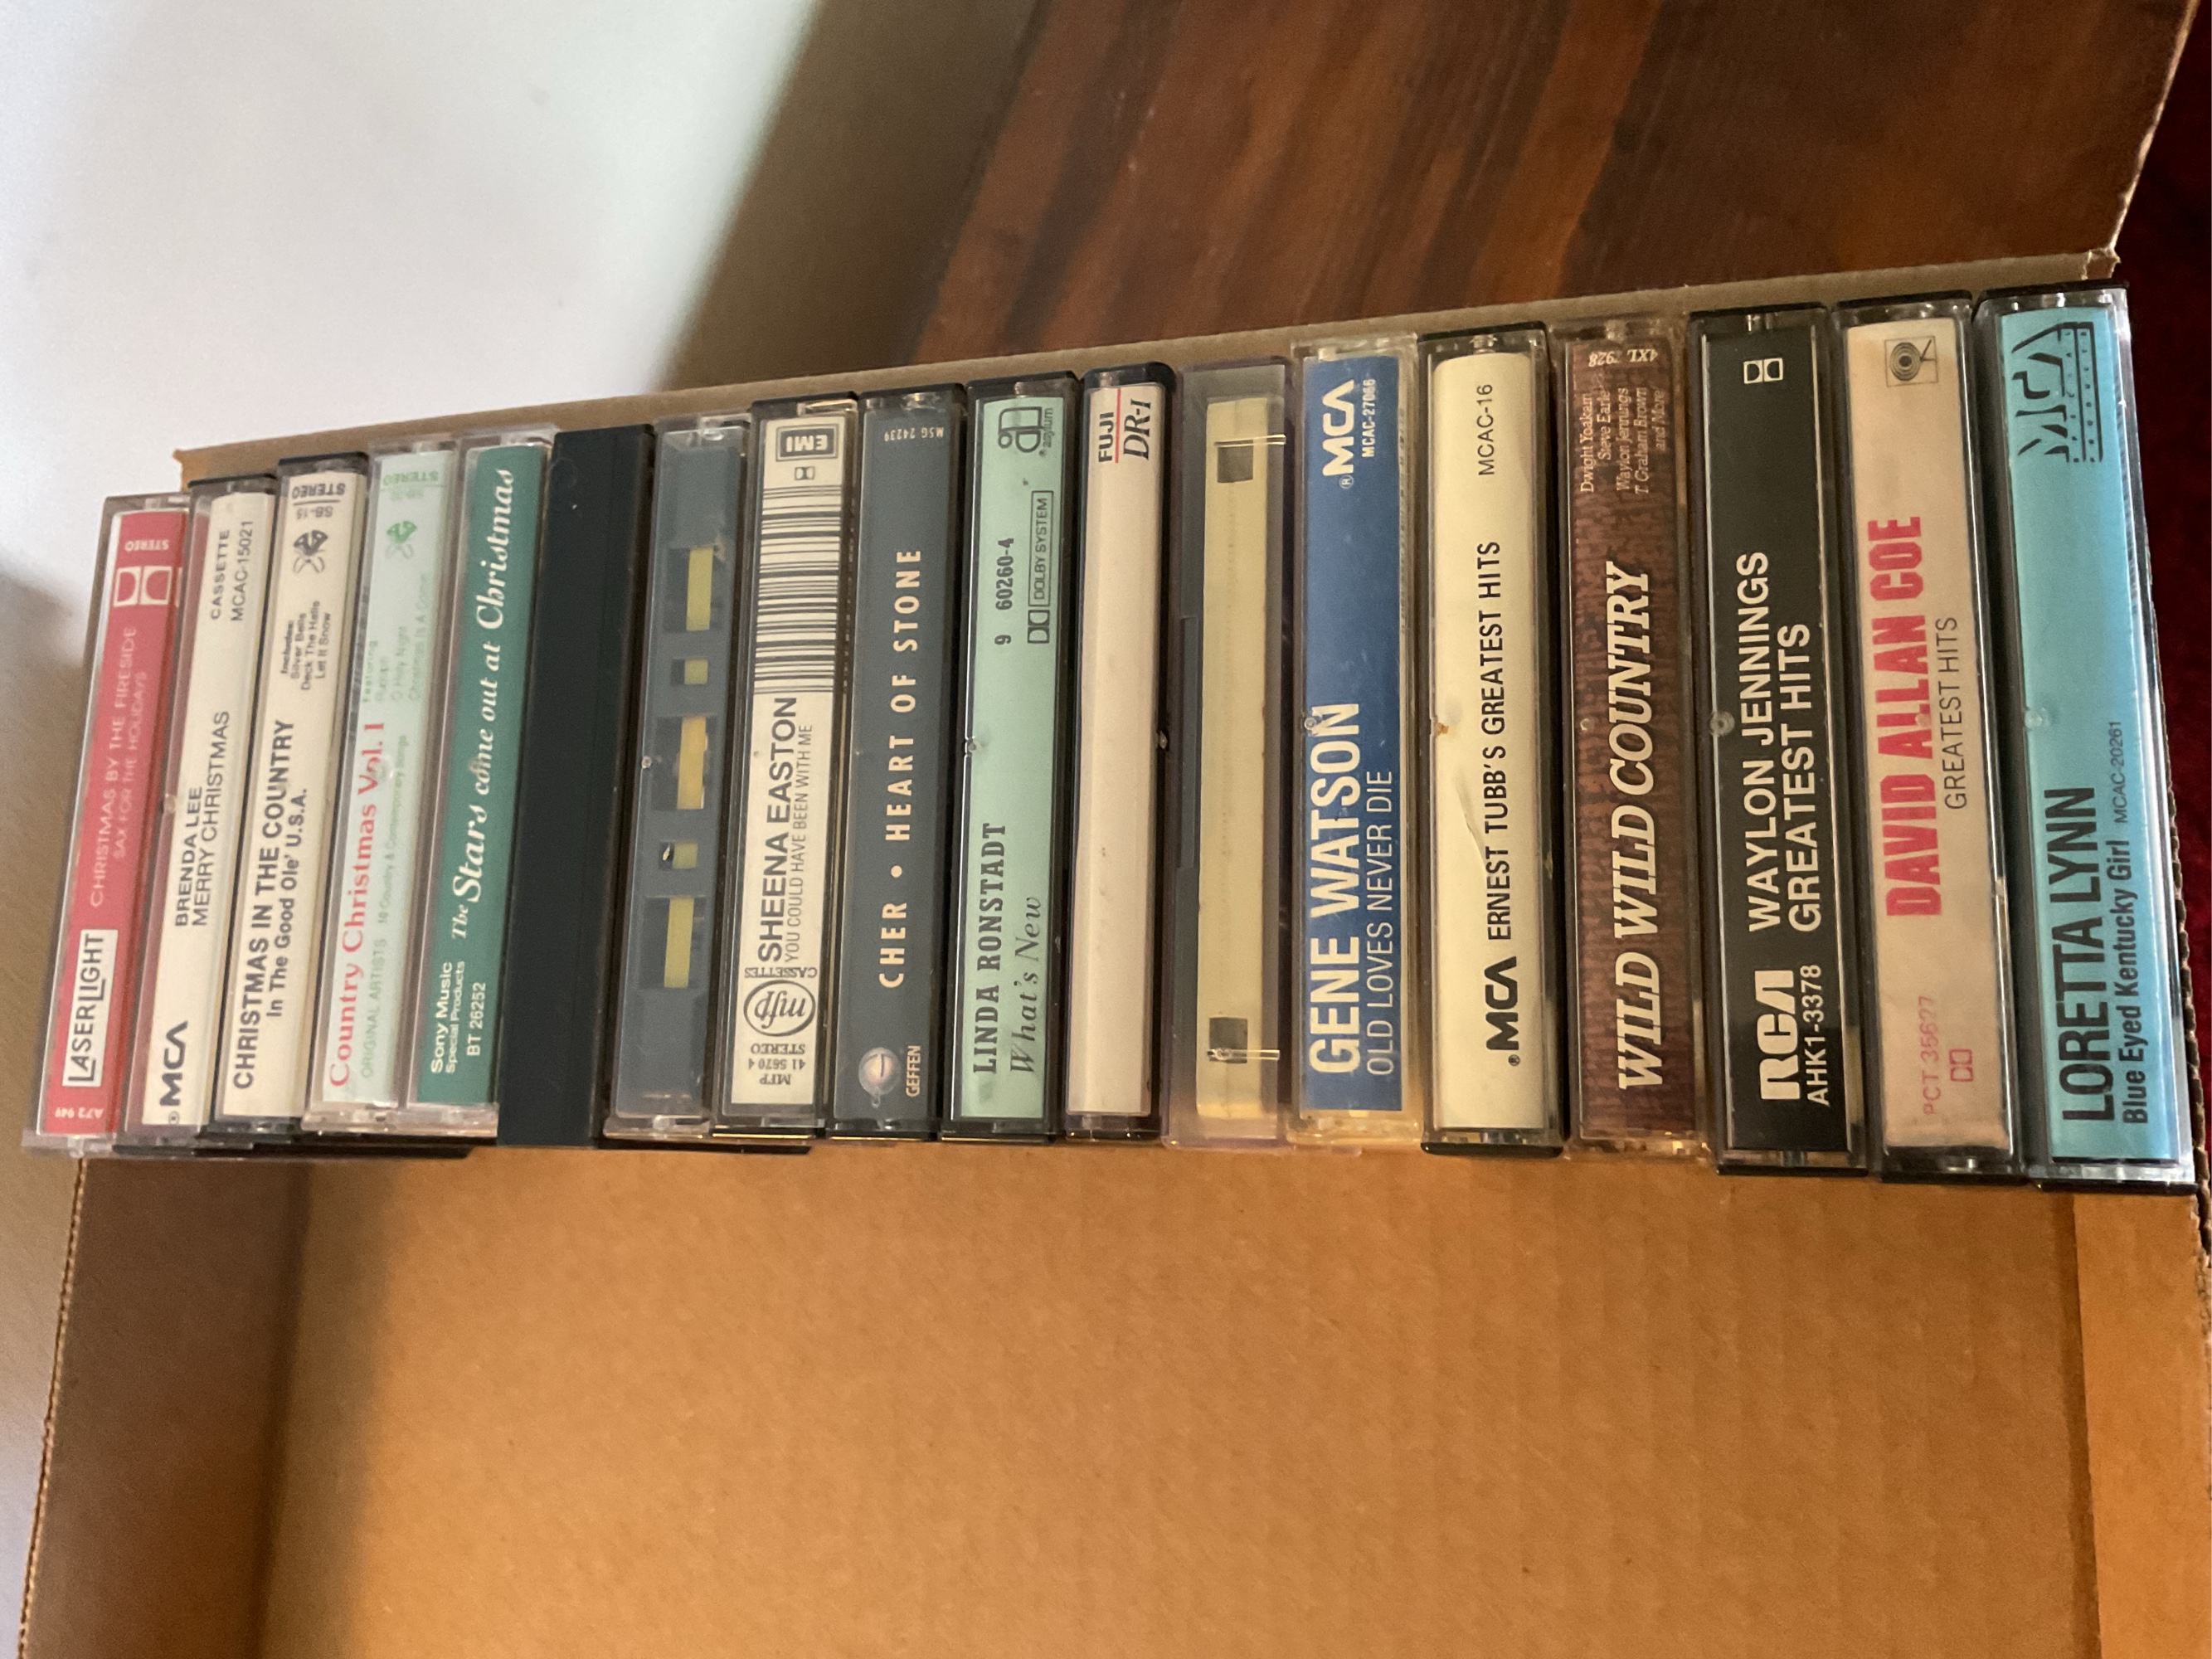 LASERLIGHT
CHRISTMAS BY THE FIRESIDE
SAX FOR THE HOLIDAYS
STEREO
MCA
BRENDA LEE
MERRY CHRISTMAS
CASSETTE
MCAC-15021
CHRISTMAS IN THE COUNTRY
In The Good Ole' U.S.A.
Includes:
Silver Bells
Deck The Halls
Let It Snow
STEREO
SB-15
Country Christmas Vol. 1
ORIGINAL ARTISTS
Featuring
O Holy Night
STEREO
Sony Music
Special Products
BT 26252
The Stars come out at Christmas
MFP
41 5670 4
STEREO
mfp
CASSETTES
SHEENA EASTON
YOU COULD HAVE BEEN WITH ME
EMI
GEFFEN
CHER • HEART OF STONE
M5G 24239
LINDA RONSTADT
What's New
9 60260-4
DOLBY SYSTEM
asylum
FUJI
DR-I
GENE WATSON
OLD LOVES NEVER DIE
®MCA
MCAC-27066
®MCA
ERNEST TUBB'S GREATEST HITS
MCAC-16
WILD WILD COUNTRY
Dwight Yoakam
Steve Earle
Waylon Jennings
T Graham Brown
and More
RCA
AHK1-3378
WAYLON JENNINGS
GREATEST HITS
PCT 35627
DAVID ALLAN COE
GREATEST HITS
LORETTA LYNN
Blue Eyed Kentucky Girl
MCAC-20261
MCA